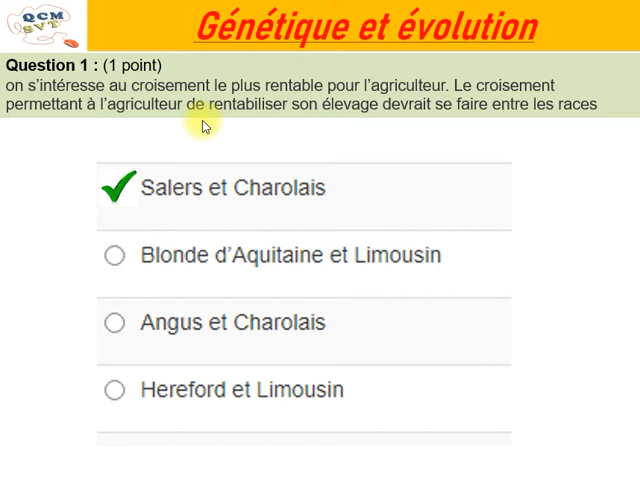 QCM
SVT
Génétique et évolution
Question 1 : (1 point)
on s’intéresse au croisement le plus rentable pour l’agriculteur. Le croisement
permettant à l’agriculteur de rentabiliser son élevage devrait se faire entre les races
Salers et Charolais
Blonde d’Aquitaine et Limousin
Angus et Charolais
Hereford et Limousin